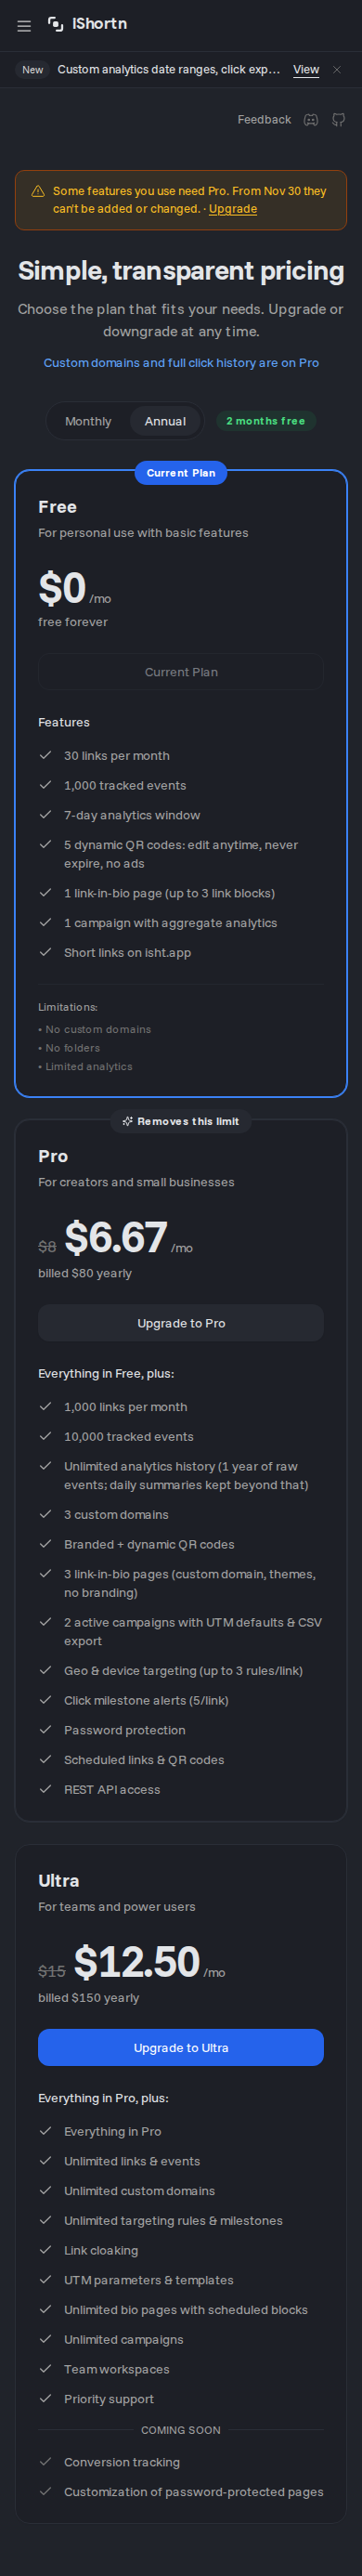 IShortn
New Custom analytics date ranges, click exp... View
Feedback
Some features you use need Pro. From Nov 30 they
can't be added or changed. · Upgrade
Simple, transparent pricing
Choose the plan that fits your needs. Upgrade or
downgrade at any time.
Custom domains and full click history are on Pro
Monthly Annual 2 months free
Current Plan
Free
For personal use with basic features
$0 /mo
free forever
Current Plan
Features
30 links per month
1,000 tracked events
7-day analytics window
5 dynamic QR codes: edit anytime, never
expire, no ads
1 link-in-bio page (up to 3 link blocks)
1 campaign with aggregate analytics
Short links on isht.app
Limitations:
• No custom domains
• No folders
• Limited analytics
Removes this limit
Pro
For creators and small businesses
$8 $6.67 /mo
billed $80 yearly
Upgrade to Pro
Everything in Free, plus:
1,000 links per month
10,000 tracked events
Unlimited analytics history (1 year of raw
events; daily summaries kept beyond that)
3 custom domains
Branded + dynamic QR codes
3 link-in-bio pages (custom domain, themes,
no branding)
2 active campaigns with UTM defaults & CSV
export
Geo & device targeting (up to 3 rules/link)
Click milestone alerts (5/link)
Password protection
Scheduled links & QR codes
REST API access
Ultra
For teams and power users
$15 $12.50 /mo
billed $150 yearly
Upgrade to Ultra
Everything in Pro, plus:
Everything in Pro
Unlimited links & events
Unlimited custom domains
Unlimited targeting rules & milestones
Link cloaking
UTM parameters & templates
Unlimited bio pages with scheduled blocks
Unlimited campaigns
Team workspaces
Priority support
COMING SOON
Conversion tracking
Customization of password-protected pages